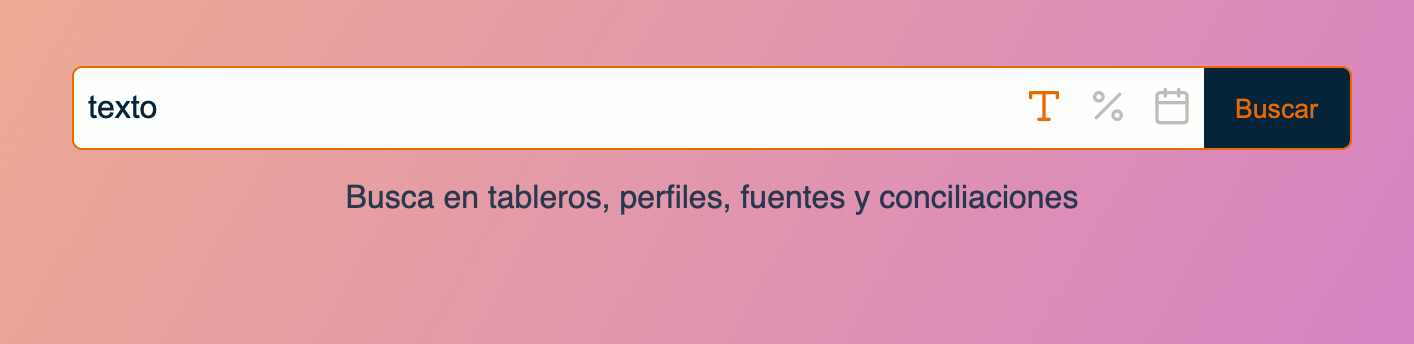 texto Buscar
Busca en tableros, perfiles, fuentes y conciliaciones